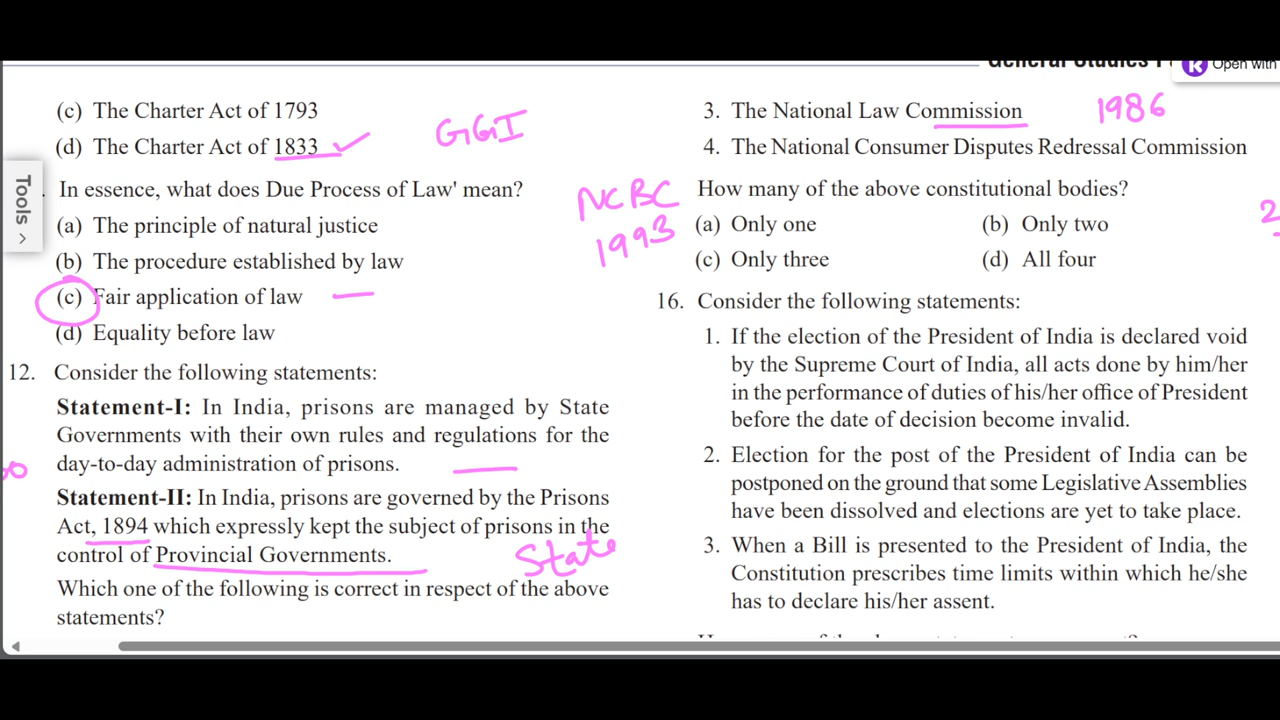 General Studies P
Open with
(c) The Charter Act of 1793
(d) The Charter Act of 1833
GGI
Tools
. In essence, what does Due Process of Law' mean?
(a) The principle of natural justice
(b) The procedure established by law
(c) Fair application of law
(d) Equality before law
12. Consider the following statements:
Statement-I: In India, prisons are managed by State
Governments with their own rules and regulations for the
day-to-day administration of prisons.
Statement-II: In India, prisons are governed by the Prisons
Act, 1894 which expressly kept the subject of prisons in the
control of Provincial Governments.
State
Which one of the following is correct in respect of the above
statements?
3. The National Law Commission
1986
4. The National Consumer Disputes Redressal Commission
NCBC
1993
How many of the above constitutional bodies?
(a) Only one (b) Only two
2
(c) Only three (d) All four
16. Consider the following statements:
1. If the election of the President of India is declared void
by the Supreme Court of India, all acts done by him/her
in the performance of duties of his/her office of President
before the date of decision become invalid.
2. Election for the post of the President of India can be
postponed on the ground that some Legislative Assemblies
have been dissolved and elections are yet to take place.
3. When a Bill is presented to the President of India, the
Constitution prescribes time limits within which he/she
has to declare his/her assent.